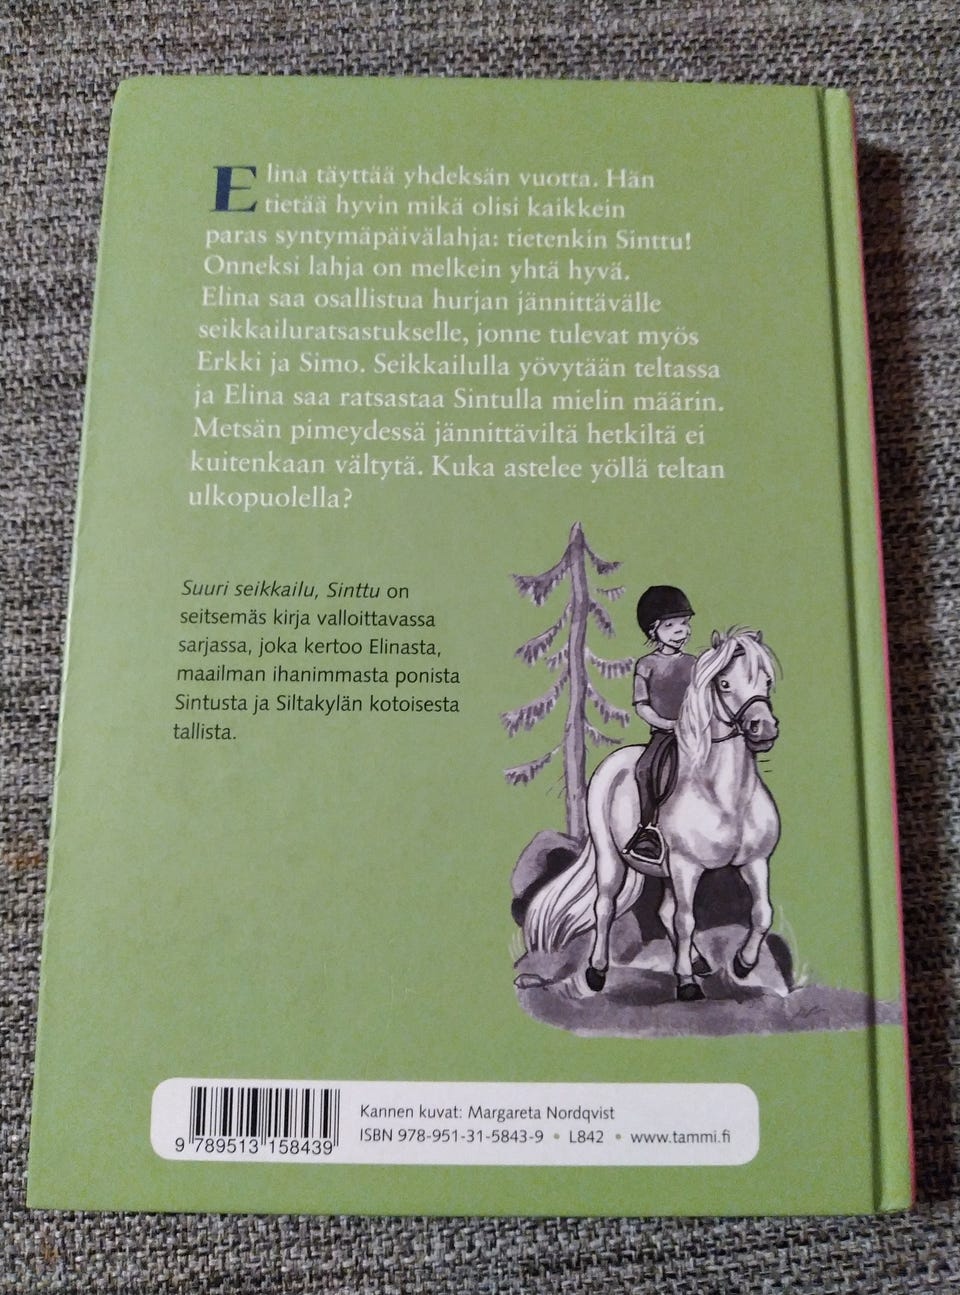 Elina täyttää yhdeksän vuotta. Hän
tietää hyvin mikä olisi kaikkein
paras syntymäpäivälahja: tietenkin Sinttu!
Onneksi lahja on melkein yhtä hyvä.
Elina saa osallistua hurjan jännittävälle
seikkailuratsastukselle, jonne tulevat myös
Erkki ja Simo. Seikkailulla yövytään teltassa
ja Elina saa ratsastaa Sintulla mielin määrin.
Metsän pimeydessä jännittäviltä hetkiltä ei
kuitenkaan vältytä. Kuka astelee yöllä teltan
ulkopuolella?
Suuri seikkailu, Sinttu on
seitsemäs kirja valloittavassa
sarjassa, joka kertoo Elinasta,
maailman ihanimmasta ponista
Sintusta ja Siltakylän kotoisesta
tallista.
Kannen kuvat: Margareta Nordqvist
ISBN 978-951-31-5843-9 • L842 • www.tammi.fi
9 789513 158439